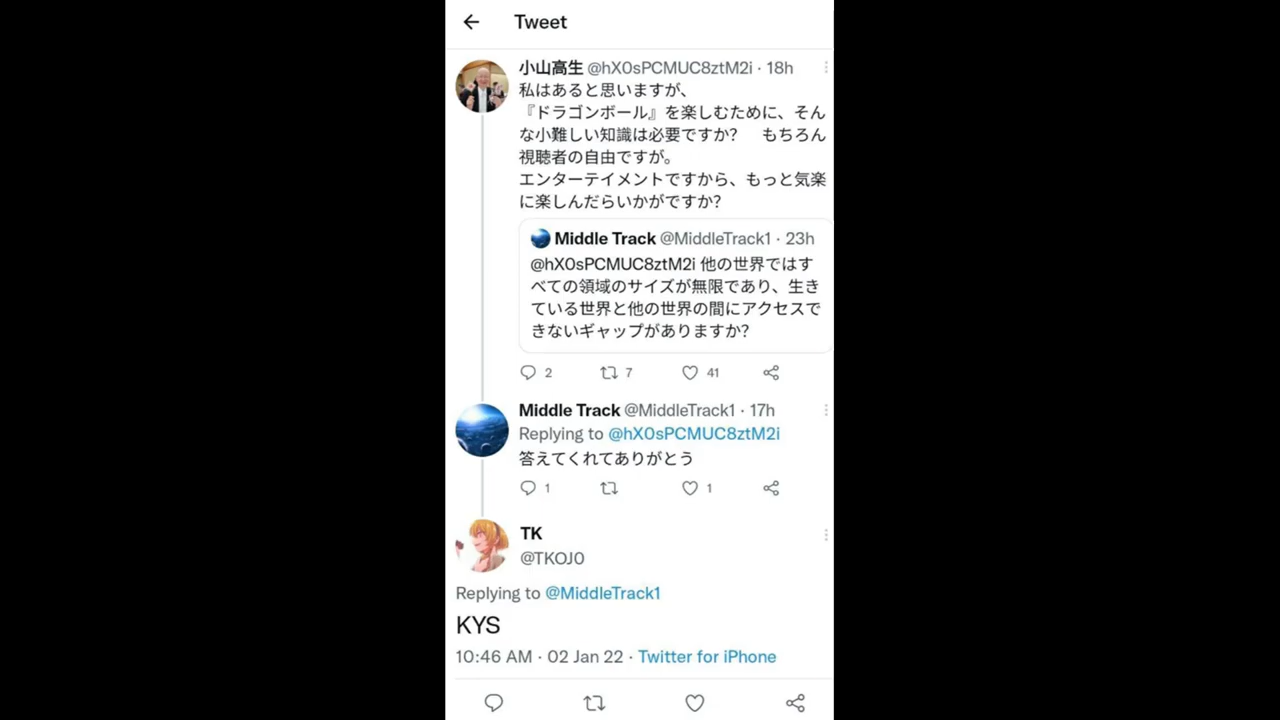 Tweet
小山高生 @hX0sPCMUC8ztM2i · 18h
私はあると思いますが、
『ドラゴンボール』を楽しむために、そん
な小難しい知識は必要ですか？　もちろん
視聴者の自由ですが。
エンターテイメントですから、もっと気楽
に楽しんだらいかがですか？
Middle Track @MiddleTrack1 · 23h
@hX0sPCMUC8ztM2i 他の世界ではす
べての領域のサイズが無限であり、生き
ている世界と他の世界の間にアクセスで
きないギャップがありますか？
2 7 41
Middle Track @MiddleTrack1 · 17h
Replying to @hX0sPCMUC8ztM2i
答えてくれてありがとう
1 1
TK
@TKOJ0
Replying to @MiddleTrack1
KYS
10:46 AM · 02 Jan 22 · Twitter for iPhone